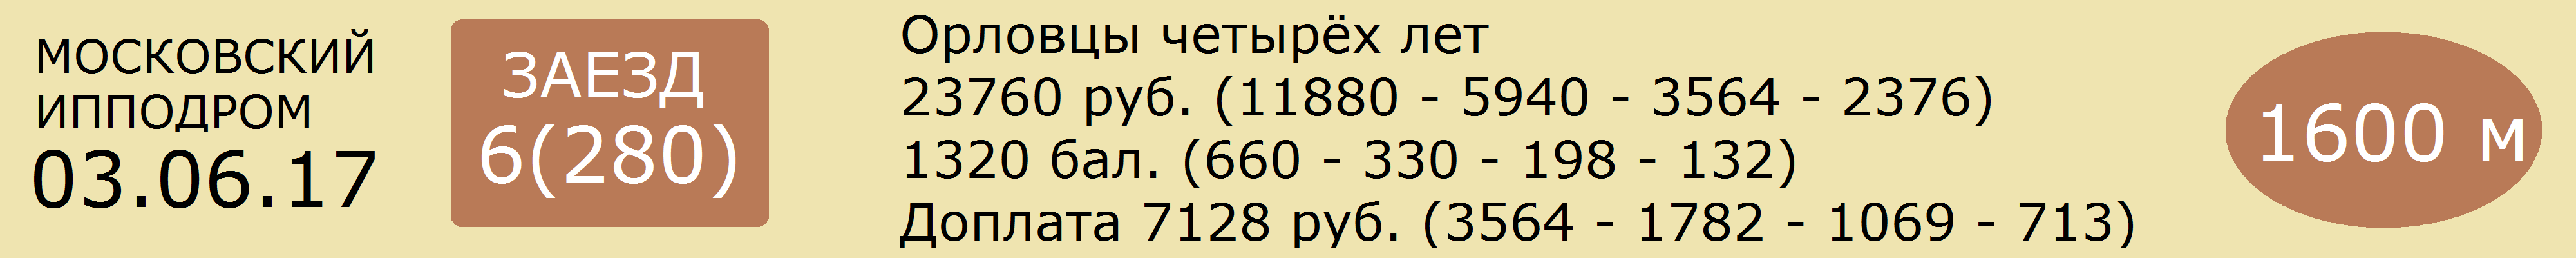 МОСКОВСКИЙ
ИППОДРОМ
03.06.17
ЗАЕЗД
6(280)
Орловцы четырёх лет
23760 руб. (11880 - 5940 - 3564 - 2376)
1320 бал. (660 - 330 - 198 - 132)
Доплата 7128 руб. (3564 - 1782 - 1069 - 713)
1600 м